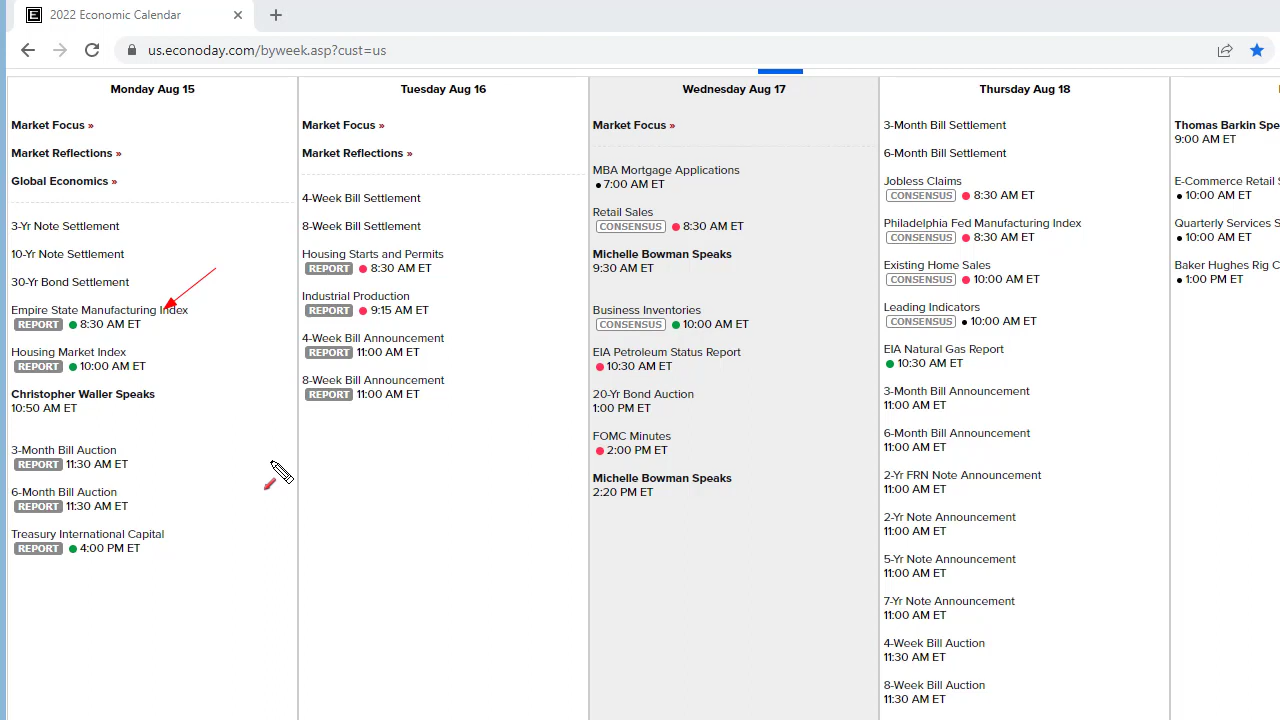 2022 Economic Calendar
us.econoday.com/byweek.asp?cust=us
Monday Aug 15
Market Focus »
Market Reflections »
Global Economics »
3-Yr Note Settlement
10-Yr Note Settlement
30-Yr Bond Settlement
Empire State Manufacturing Index
REPORT 8:30 AM ET
Housing Market Index
REPORT 10:00 AM ET
Christopher Waller Speaks
10:50 AM ET
3-Month Bill Auction
REPORT 11:30 AM ET
6-Month Bill Auction
REPORT 11:30 AM ET
Treasury International Capital
REPORT 4:00 PM ET
Tuesday Aug 16
Market Focus »
Market Reflections »
4-Week Bill Settlement
8-Week Bill Settlement
Housing Starts and Permits
REPORT 8:30 AM ET
Industrial Production
REPORT 9:15 AM ET
4-Week Bill Announcement
REPORT 11:00 AM ET
8-Week Bill Announcement
REPORT 11:00 AM ET
Wednesday Aug 17
Market Focus »
MBA Mortgage Applications
7:00 AM ET
Retail Sales
CONSENSUS 8:30 AM ET
Michelle Bowman Speaks
9:30 AM ET
Business Inventories
CONSENSUS 10:00 AM ET
EIA Petroleum Status Report
10:30 AM ET
20-Yr Bond Auction
1:00 PM ET
FOMC Minutes
2:00 PM ET
Michelle Bowman Speaks
2:20 PM ET
Thursday Aug 18
3-Month Bill Settlement
6-Month Bill Settlement
Jobless Claims
CONSENSUS 8:30 AM ET
Philadelphia Fed Manufacturing Index
CONSENSUS 8:30 AM ET
Existing Home Sales
CONSENSUS 10:00 AM ET
Leading Indicators
CONSENSUS 10:00 AM ET
EIA Natural Gas Report
10:30 AM ET
3-Month Bill Announcement
11:00 AM ET
6-Month Bill Announcement
11:00 AM ET
2-Yr FRN Note Announcement
11:00 AM ET
2-Yr Note Announcement
11:00 AM ET
5-Yr Note Announcement
11:00 AM ET
7-Yr Note Announcement
11:00 AM ET
4-Week Bill Auction
11:30 AM ET
8-Week Bill Auction
11:30 AM ET
Thomas Barkin Spe
9:00 AM ET
E-Commerce Retail
10:00 AM ET
Quarterly Services S
10:00 AM ET
Baker Hughes Rig C
1:00 PM ET